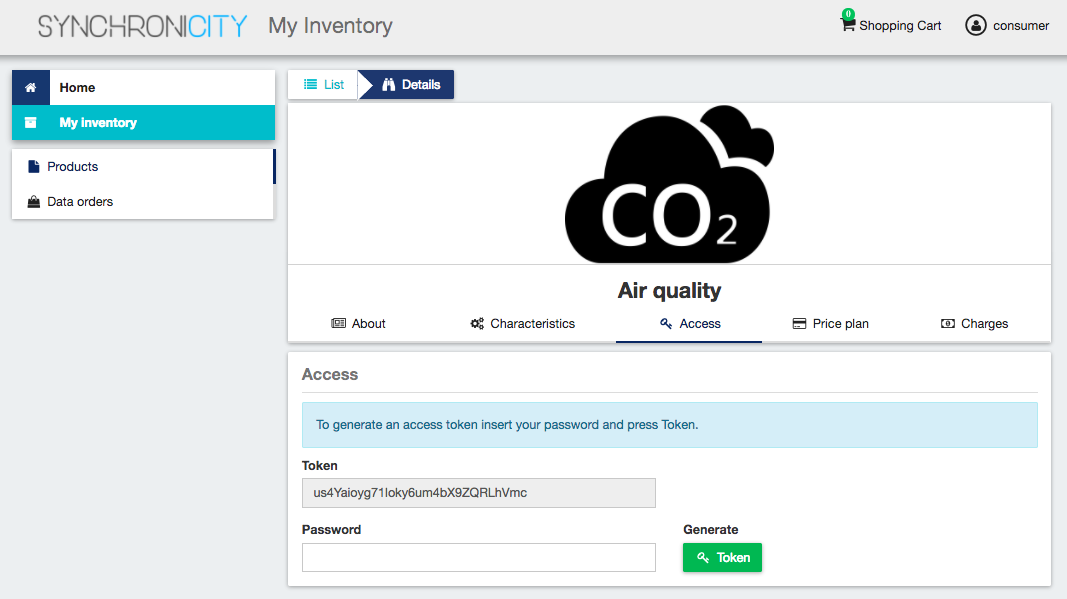 SYNCHRONICITY My Inventory
0
Shopping Cart
consumer
Home
My Inventory
Products
Data orders
List
Details
CO2
Air quality
About
Characteristics
Access
Price plan
Charges
Access
To generate an access token insert your password and press Token.
Token
us4Yaioyg71loky6um4bX9ZQRLhVmc
Password
Generate
Token